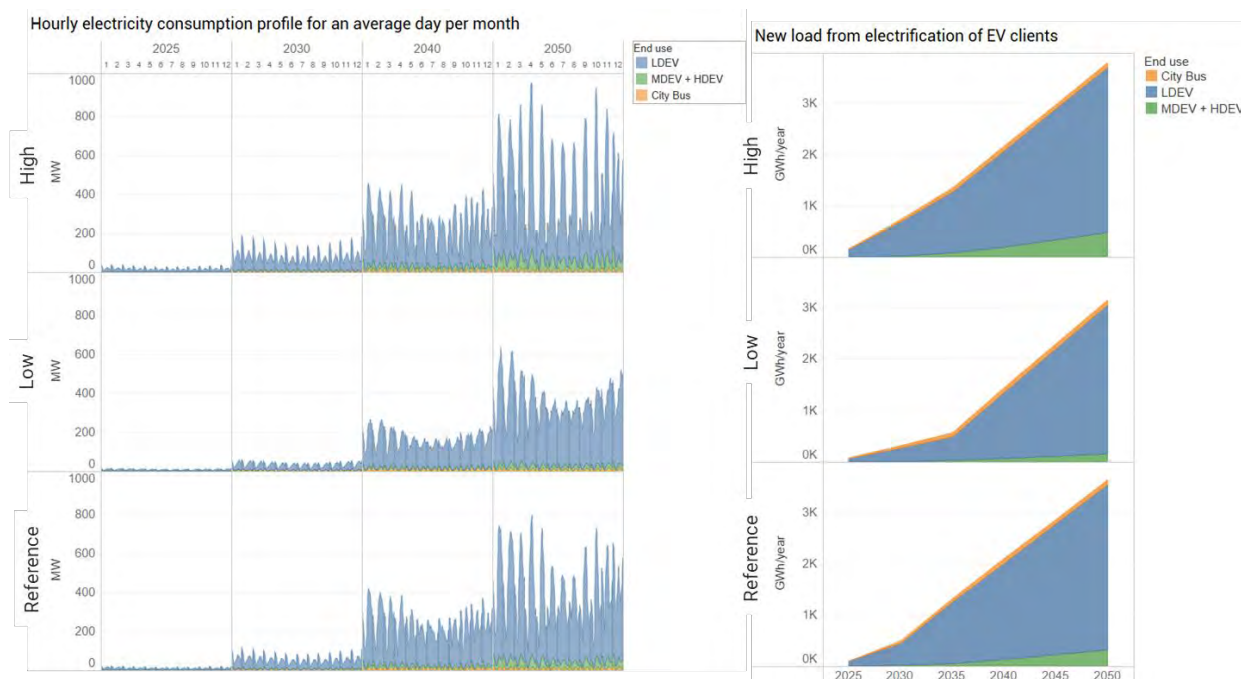 Hourly electricity consumption profile for an average day per month
2025 2030 2040 2050
1 2 3 4 5 6 7 8 9 10 11 12 1 2 3 4 5 6 7 8 9 10 11 12 1 2 3 4 5 6 7 8 9 10 11 12 1 2 3 4 5 6 7 8 9 10 11 12
End use
LDEV
MDEV + HDEV
City Bus
High
MW
1000
800
600
400
200
0
Low
MW
1000
800
600
400
200
0
Reference
MW
1000
800
600
400
200
0
New load from electrification of EV clients
End use
City Bus
LDEV
MDEV + HDEV
High
GWh/year
3K
2K
1K
0K
Low
GWh/year
3K
2K
1K
0K
Reference
GWh/year
3K
2K
1K
0K
2025 2030 2035 2040 2045 2050